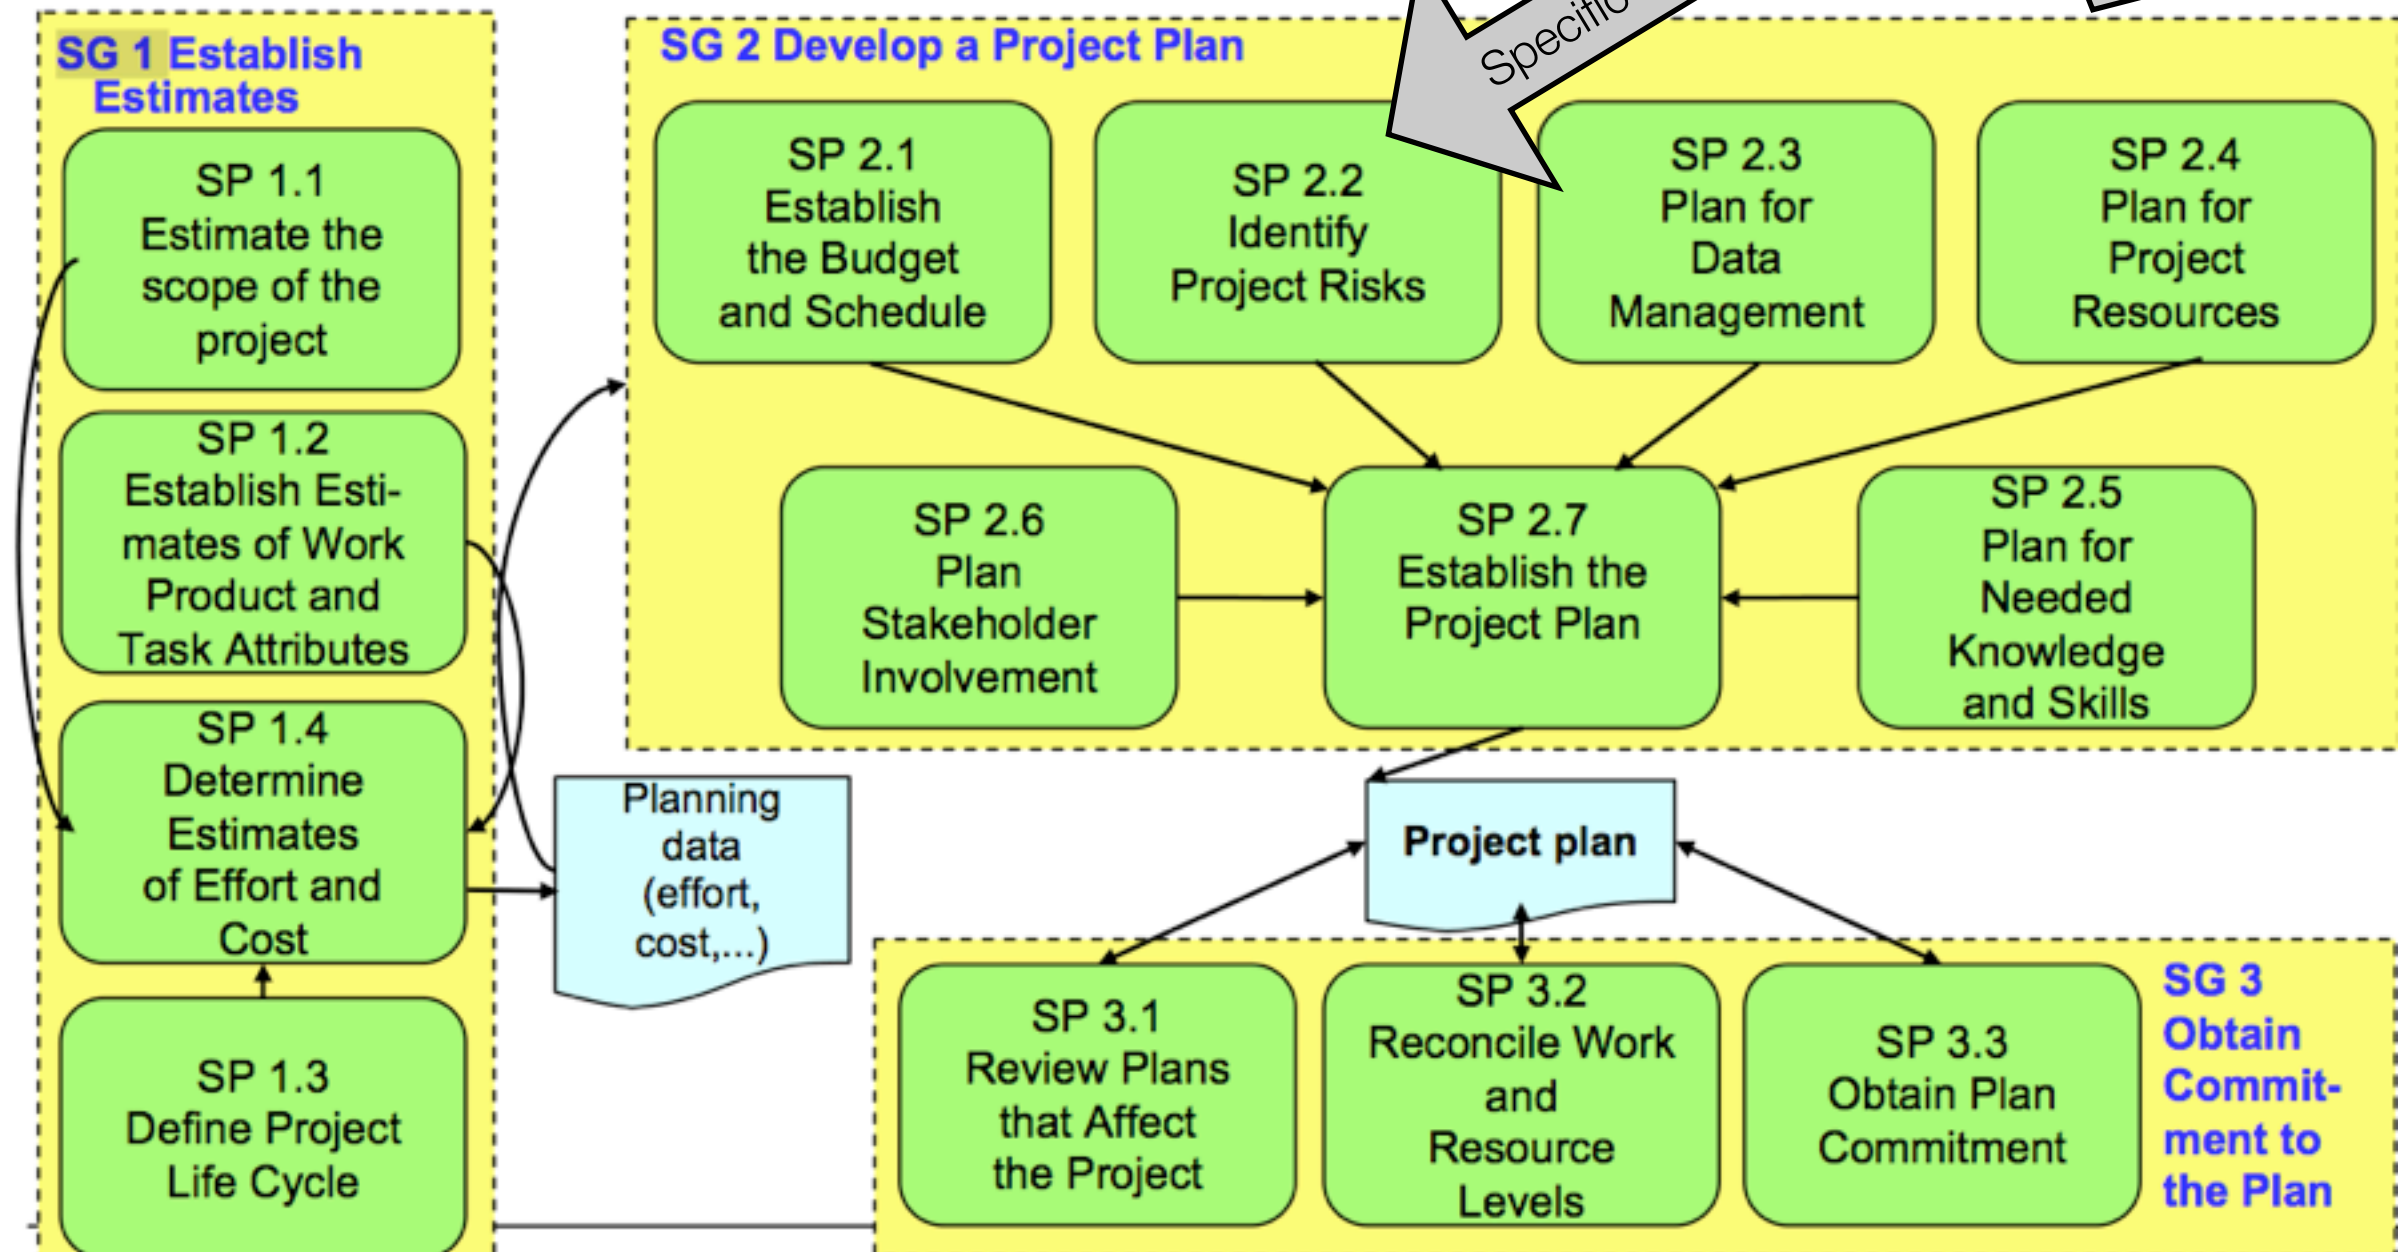 SG 1 Establish
Estimates
SP 1.1
Estimate the
scope of the
project
SP 1.2
Establish Esti-
mates of Work
Product and
Task Attributes
SP 1.4
Determine
Estimates
of Effort and
Cost
SP 1.3
Define Project
Life Cycle
Planning
data
(effort,
cost,...)
SG 2 Develop a Project Plan
SP 2.1
Establish
the Budget
and Schedule
SP 2.2
Identify
Project Risks
SP 2.3
Plan for
Data
Management
SP 2.4
Plan for
Project
Resources
SP 2.6
Plan
Stakeholder
Involvement
SP 2.7
Establish the
Project Plan
SP 2.5
Plan for
Needed
Knowledge
and Skills
Project plan
SP 3.1
Review Plans
that Affect
the Project
SP 3.2
Reconcile Work
and
Resource
Levels
SP 3.3
Obtain Plan
Commitment
SG 3
Obtain
Commit-
ment to
the Plan